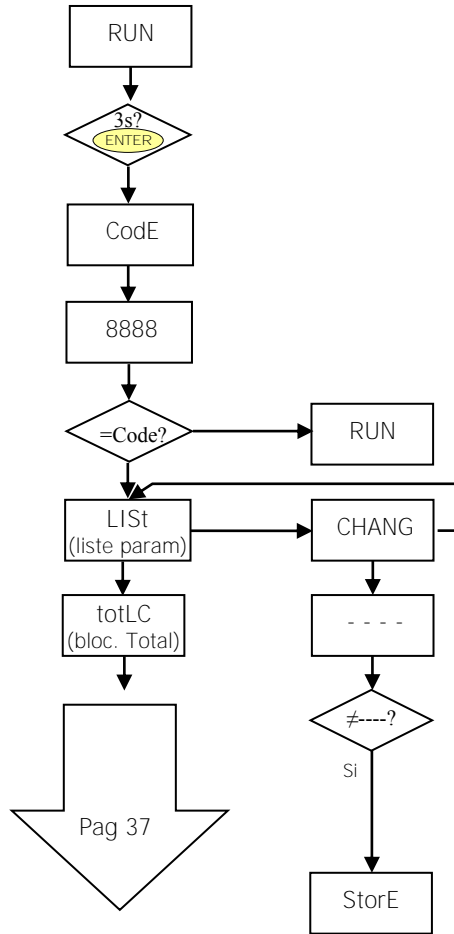 RUN
3s?
ENTER
CodE
8888
=Code?
RUN
LISt
(liste param)
CHANG
totLC
(bloc. Total)
- - - -
≠----?
Si
Pag 37
StorE